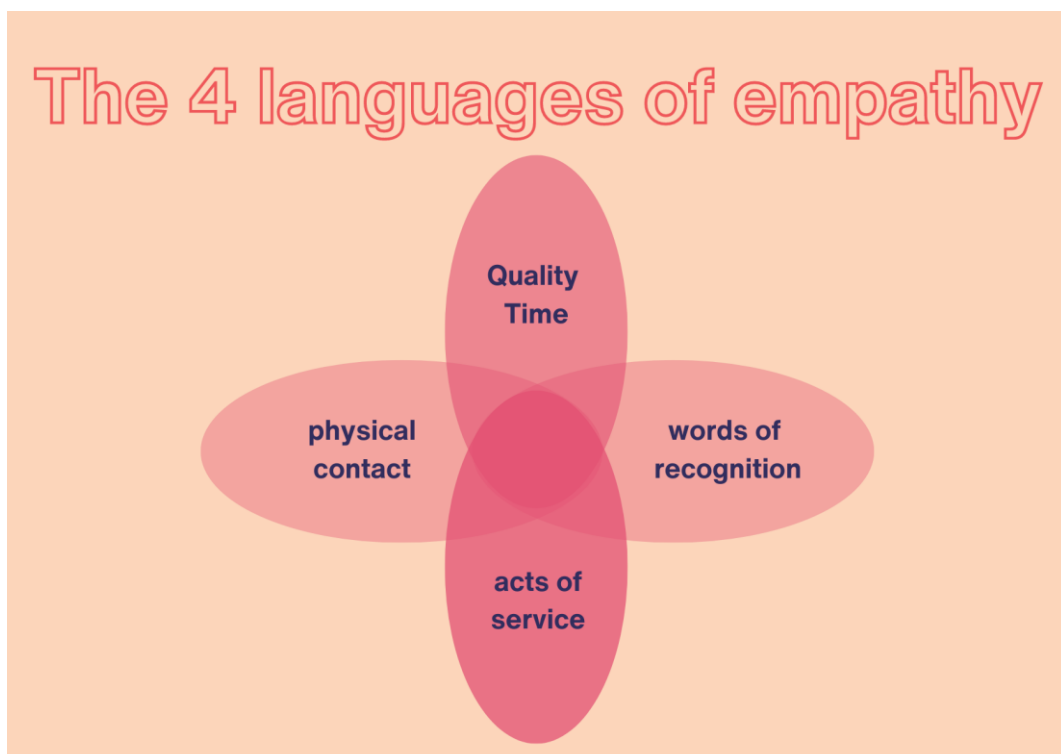 The 4 languages of empathy
Quality
Time
physical
contact
words of
recognition
acts of
service